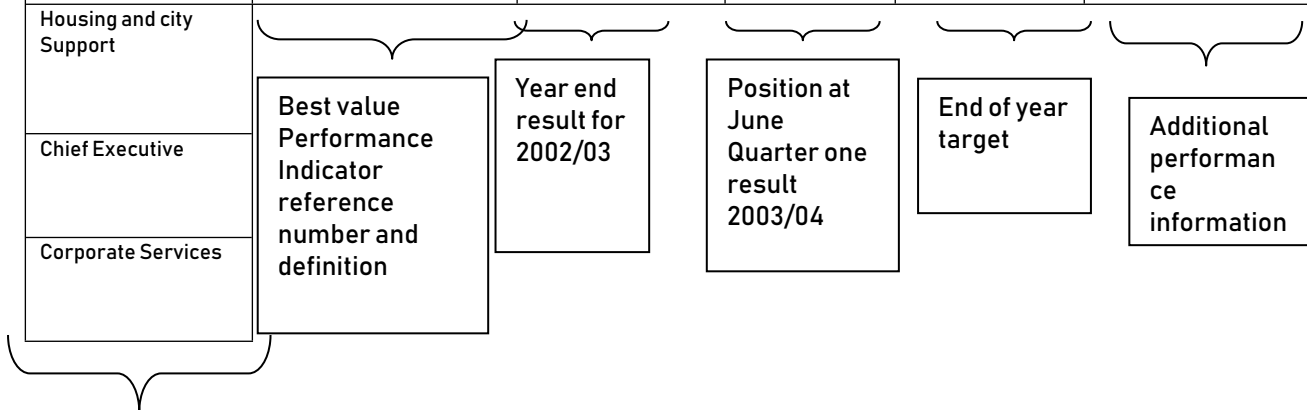 Housing and city
Support
Chief Executive
Corporate Services
Best value
Performance
Indicator
reference
number and
definition
Year end
result for
2002/03
Position at
June
Quarter one
result
2003/04
End of year
target
Additional
performan
ce
information